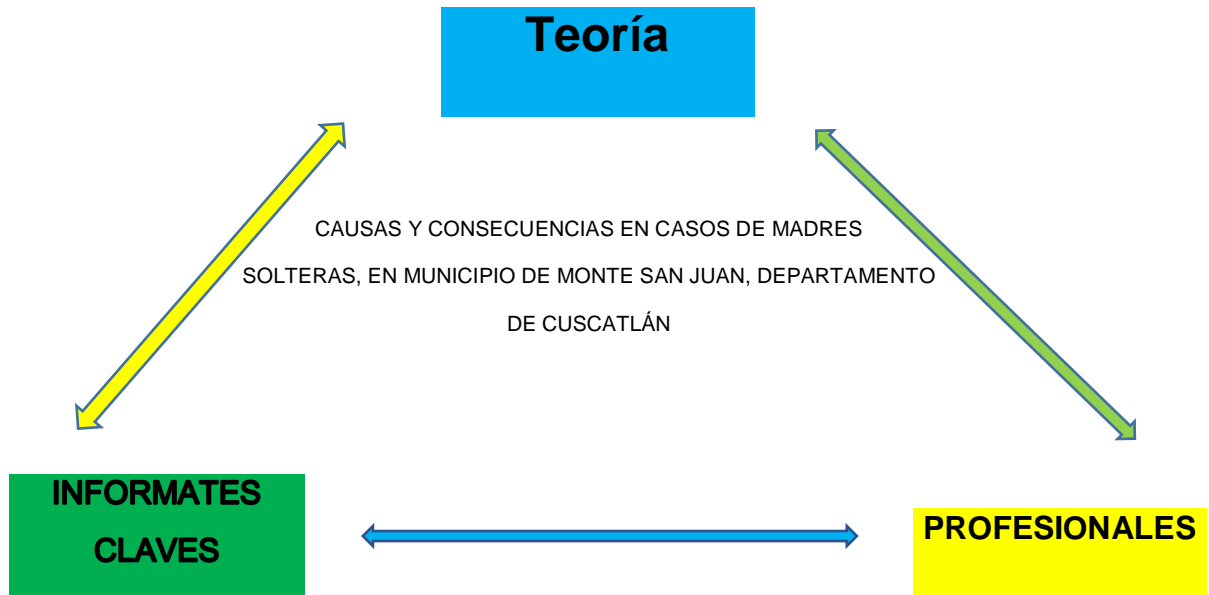 Teoría
CAUSAS Y CONSECUENCIAS EN CASOS DE MADRES
SOLTERAS, EN MUNICIPIO DE MONTE SAN JUAN, DEPARTAMENTO
DE CUSCATLÁN
INFORMATES
CLAVES
PROFESIONALES